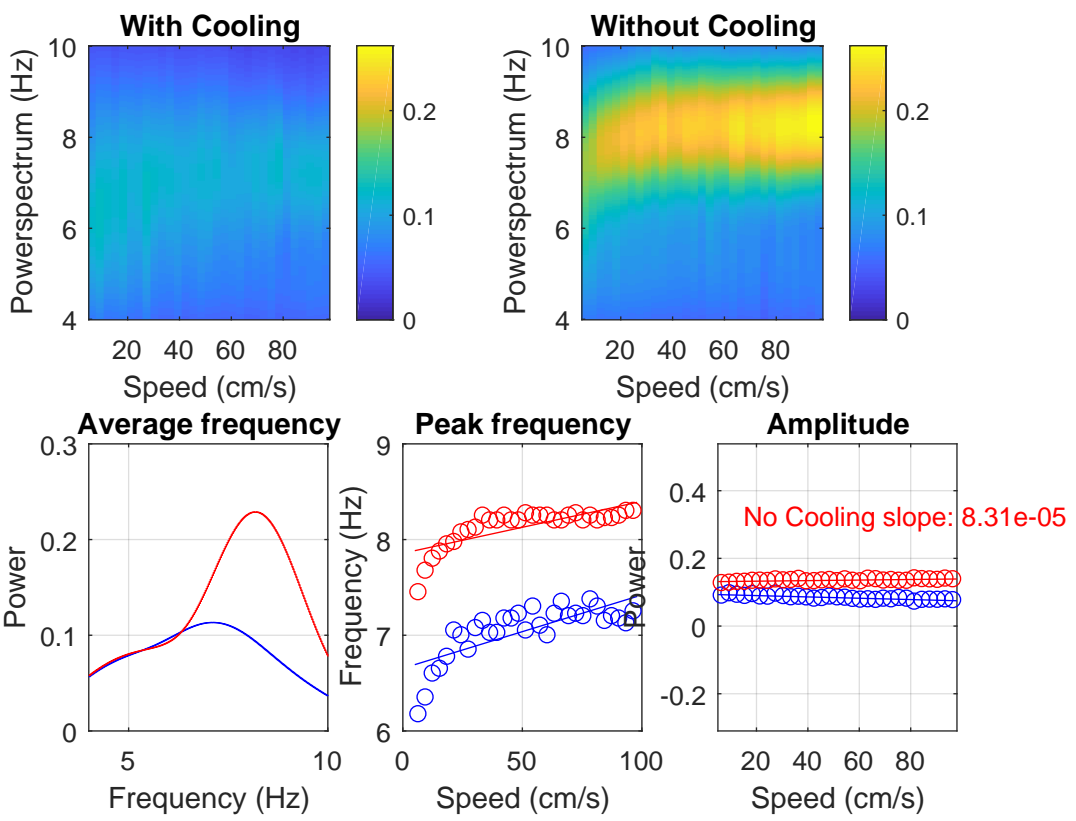 With Cooling
Powerspectrum (Hz)
10
8
6
4
20 40 60 80
Speed (cm/s)
0.2
0.1
0
Without Cooling
Powerspectrum (Hz)
10
8
6
4
20 40 60 80
Speed (cm/s)
0.2
0.1
0
Average frequency
Power
0.3
0.2
0.1
0
5 10
Frequency (Hz)
Peak frequency
Frequency (Hz)
9
8
7
6
0 50 100
Speed (cm/s)
Amplitude
Power
0.4
0.2
0
-0.2
No Cooling slope: 8.31e-05
20 40 60 80
Speed (cm/s)